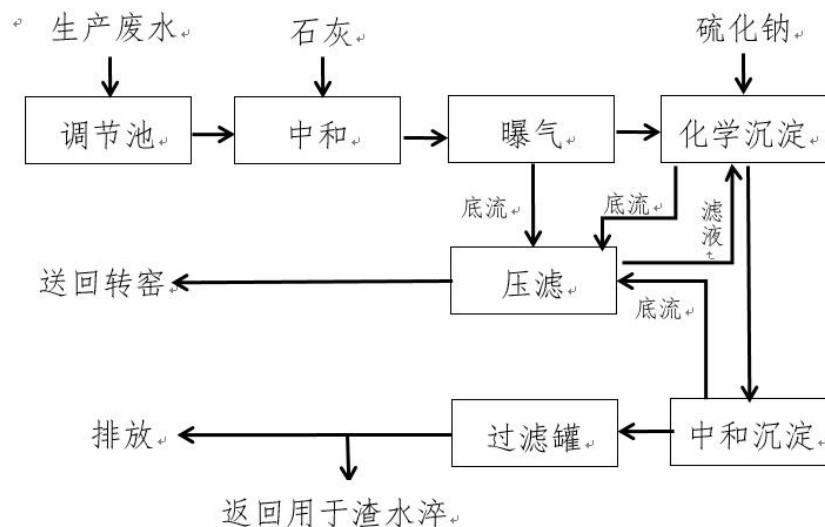 生产废水
石灰
硫化钠
调节池
中和
曝气
化学沉淀
底流
底流
滤液
送回转窑
压滤
底流
排放
过滤罐
中和沉淀
返回用于渣水淬